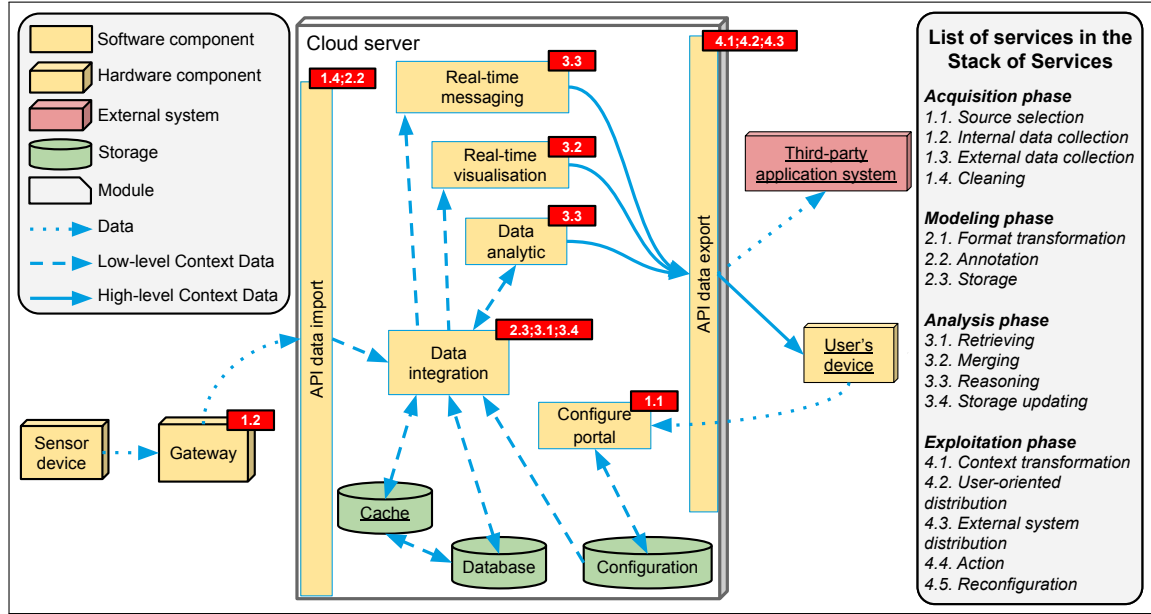 Software component
Hardware component
External system
Storage
Module
Data
Low-level Context Data
High-level Context Data
Cloud server
1.4;2.2
API data import
3.3
Real-time
messaging
3.2
Real-time
visualisation
3.3
Data
analytic
2.3;3.1;3.4
Data
integration
1.1
Configure
portal
4.1;4.2;4.3
API data export
Cache
Database
Configuration
Sensor
device
1.2
Gateway
Third-party
application system
User's
device
List of services in the
Stack of Services
Acquisition phase
1.1. Source selection
1.2. Internal data collection
1.3. External data collection
1.4. Cleaning
Modeling phase
2.1. Format transformation
2.2. Annotation
2.3. Storage
Analysis phase
3.1. Retrieving
3.2. Merging
3.3. Reasoning
3.4. Storage updating
Exploitation phase
4.1. Context transformation
4.2. User-oriented
distribution
4.3. External system
distribution
4.4. Action
4.5. Reconfiguration